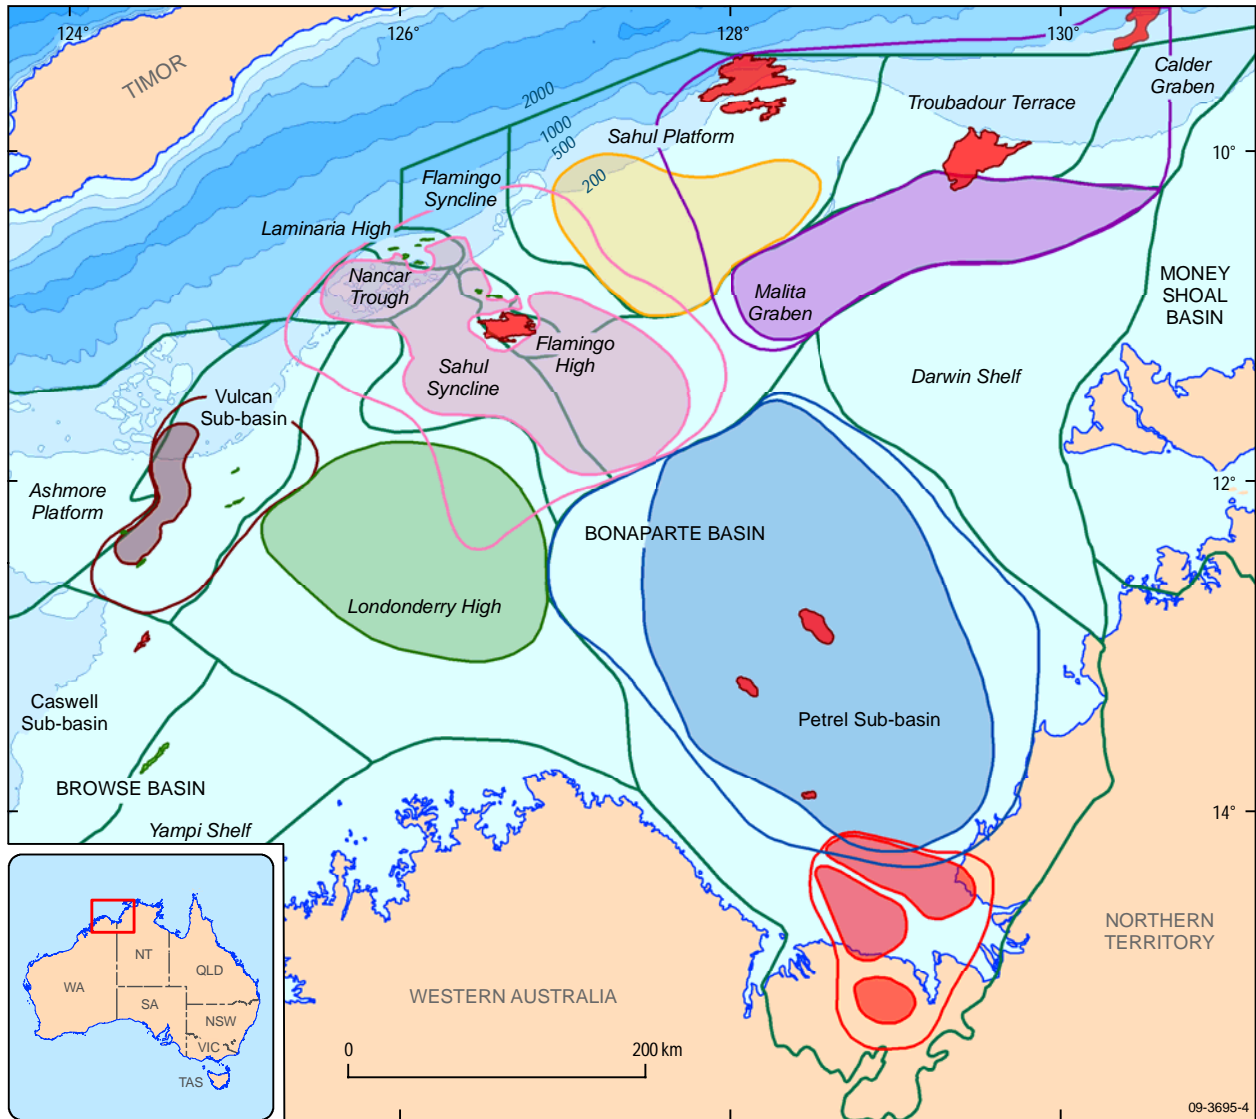 124°
126°
128°
130°
TIMOR
2000
1000
500
200
Calder
Graben
Troubadour Terrace
Sahul Platform
10°
Flamingo
Syncline
Laminaria High
Nancar
Trough
Malita
Graben
MONEY
SHOAL
BASIN
Flamingo
High
Sahul
Syncline
Darwin Shelf
Vulcan
Sub-basin
Ashmore
Platform
12°
BONAPARTE BASIN
Londonderry High
Caswell
Sub-basin
Petrel Sub-basin
BROWSE BASIN
14°
Yampi Shelf
NORTHERN
TERRITORY
WESTERN AUSTRALIA
0
200 km
NT
QLD
WA
SA
NSW
VIC
TAS
09-3695-4